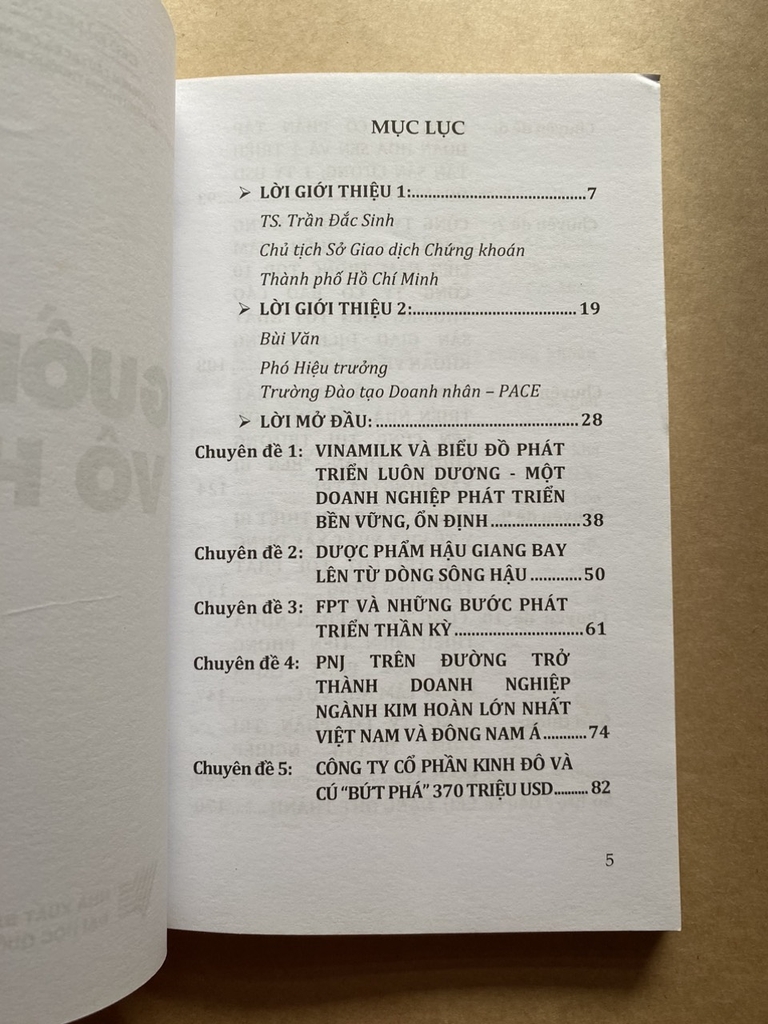 MỤC LỤC
➢ LỜI GIỚI THIỆU 1:..........................................7
TS. Trần Đắc Sinh
Chủ tịch Sở Giao dịch Chứng khoán
Thành phố Hồ Chí Minh
➢ LỜI GIỚI THIỆU 2:........................................ 19
Bùi Văn
Phó Hiệu trưởng
Trường Đào tạo Doanh nhân – PACE
➢ LỜI MỞ ĐẦU: ................................................. 28
Chuyên đề 1: VINAMILK VÀ BIỂU ĐỒ PHÁT
TRIỂN LUÔN DƯƠNG - MỘT
DOANH NGHIỆP PHÁT TRIỂN
BỀN VỮNG, ỔN ĐỊNH......................38
Chuyên đề 2: DƯỢC PHẨM HẬU GIANG BAY
LÊN TỪ DÒNG SÔNG HẬU ............50
Chuyên đề 3: FPT VÀ NHỮNG BƯỚC PHÁT
TRIỂN THẦN KỲ...............................61
Chuyên đề 4: PNJ TRÊN ĐƯỜNG TRỞ
THÀNH DOANH NGHIỆP
NGÀNH KIM HOÀN LỚN NHẤT
VIỆT NAM VÀ ĐÔNG NAM Á...........74
Chuyên đề 5: CÔNG TY CỔ PHẦN KINH ĐÔ VÀ
CÚ “BỨT PHÁ” 370 TRIỆU USD.......... 82
5